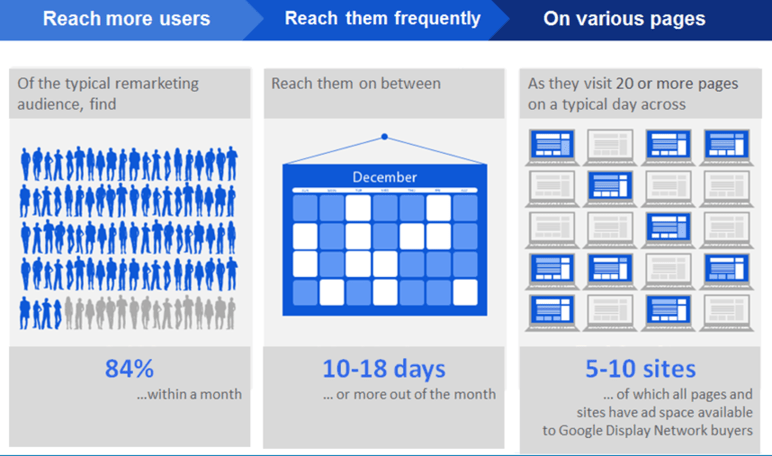 Reach more users
Reach them frequently
On various pages
Of the typical remarketing
audience, find
84%
...within a month
Reach them on between
December
10-18 days
... or more out of the month
As they visit 20 or more pages
on a typical day across
5-10 sites
... of which all pages and
sites have ad space available
to Google Display Network buyers